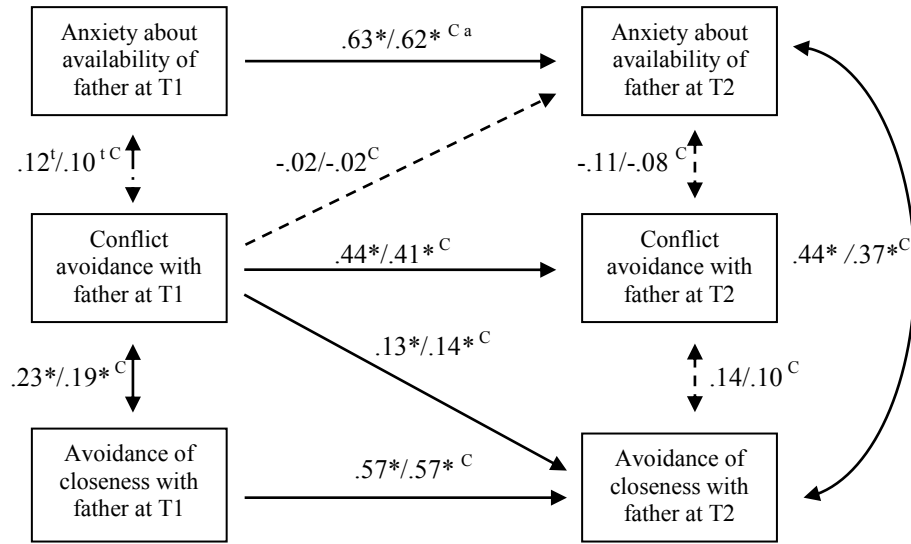 Anxiety about
availability of
father at T1
.63*/.62* C a
Anxiety about
availability of
father at T2
.12t/.10 t C
-.02/-.02C
-.11/-.08 C
Conflict
avoidance with
father at T1
.44*/.41* C
Conflict
avoidance with
father at T2
.44* /.37*C
.23*/.19* C
.13*/.14* C
.14/.10 C
Avoidance of
closeness with
father at T1
.57*/.57* C
Avoidance of
closeness with
father at T2